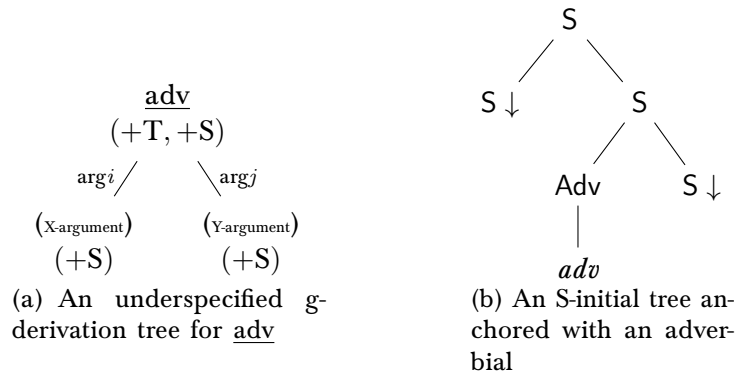 S
S ↓ S
adv
(+T, +S)
argi argj
Adv S ↓
(X-argument) (Y-argument)
(+S) (+S)
adv
(a) An underspecified g-
derivation tree for adv
(b) An S-initial tree an-
chored with an adver-
bial